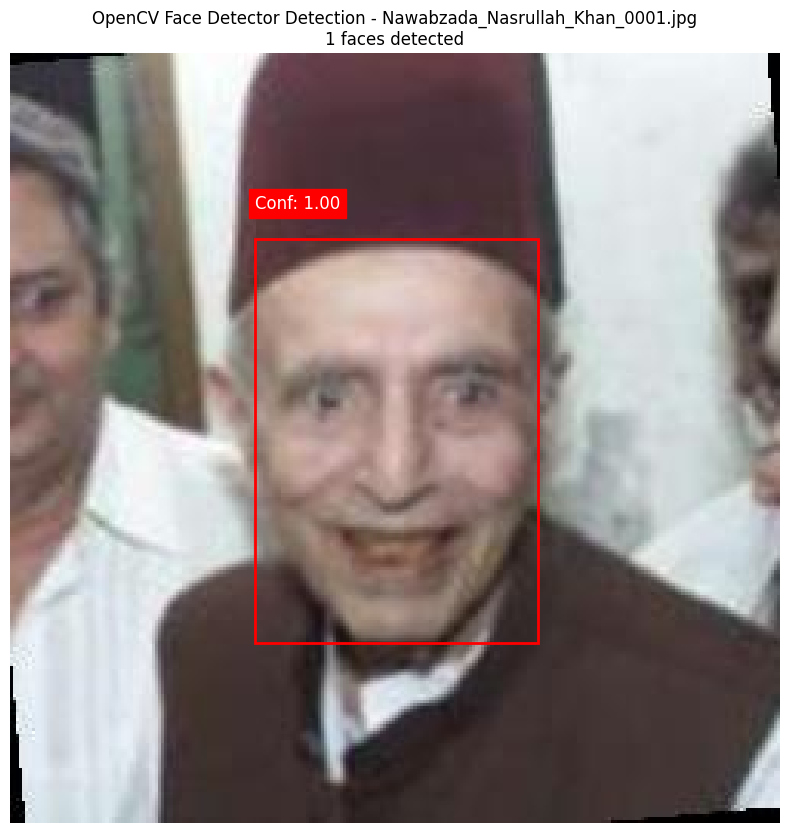 OpenCV Face Detector Detection - Nawabzada_Nasrullah_Khan_0001.jpg
1 faces detected
Conf: 1.00